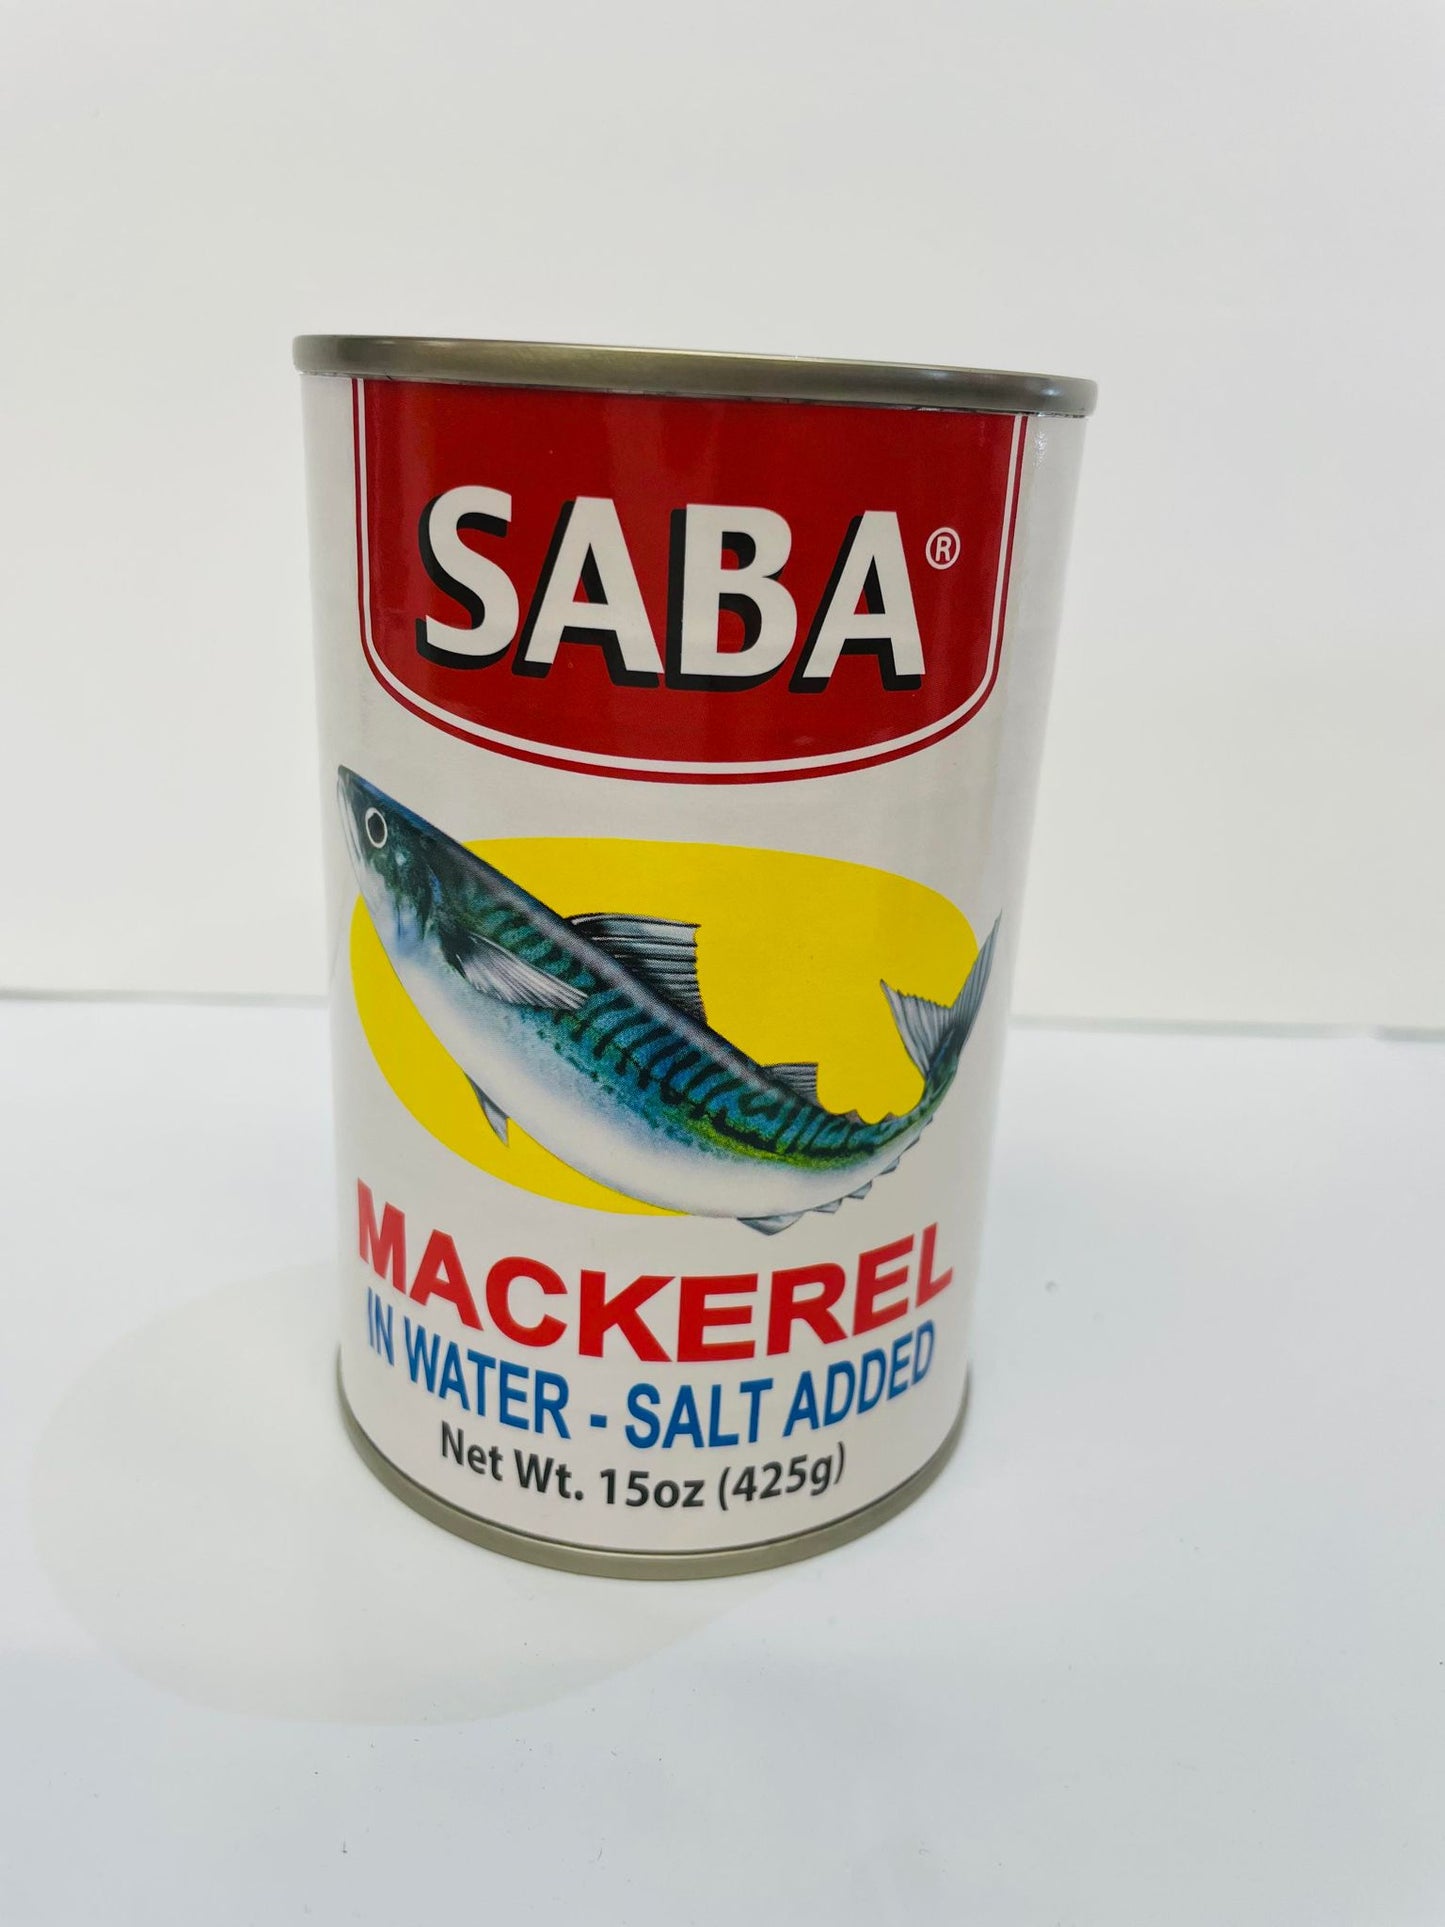 SABA®
MACKEREL
IN WATER - SALT ADDED
Net Wt. 15oz (425g)